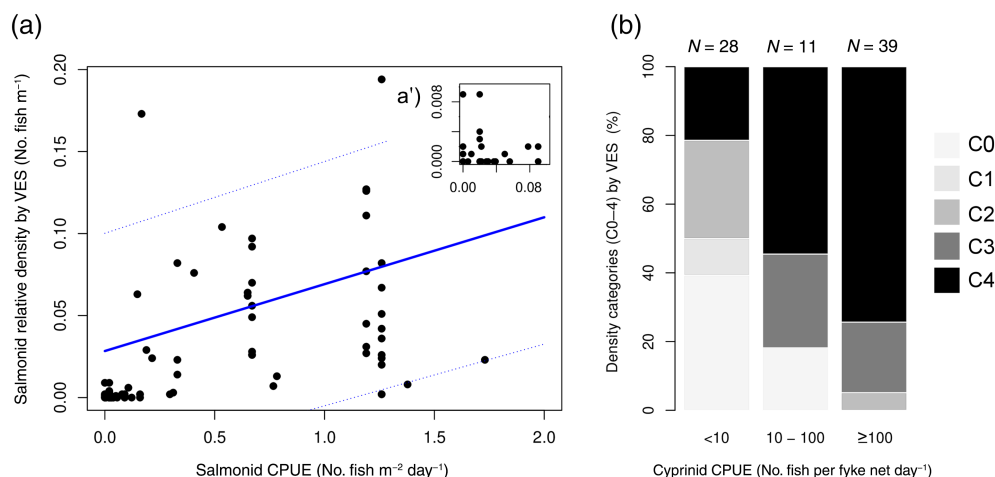 (a)
Salmonid relative density by VES (No. fish m⁻¹)
0.20
0.15
0.10
0.05
0.00
0.0 0.5 1.0 1.5 2.0
Salmonid CPUE (No. fish m⁻² day⁻¹)
a')
0.008
0.000
0.00 0.08
(b)
N = 28 N = 11 N = 39
Density categories (C0–4) by VES (%)
100
80
60
40
20
0
<10 10 – 100 ≥100
Cyprinid CPUE (No. fish per fyke net day⁻¹)
C0
C1
C2
C3
C4